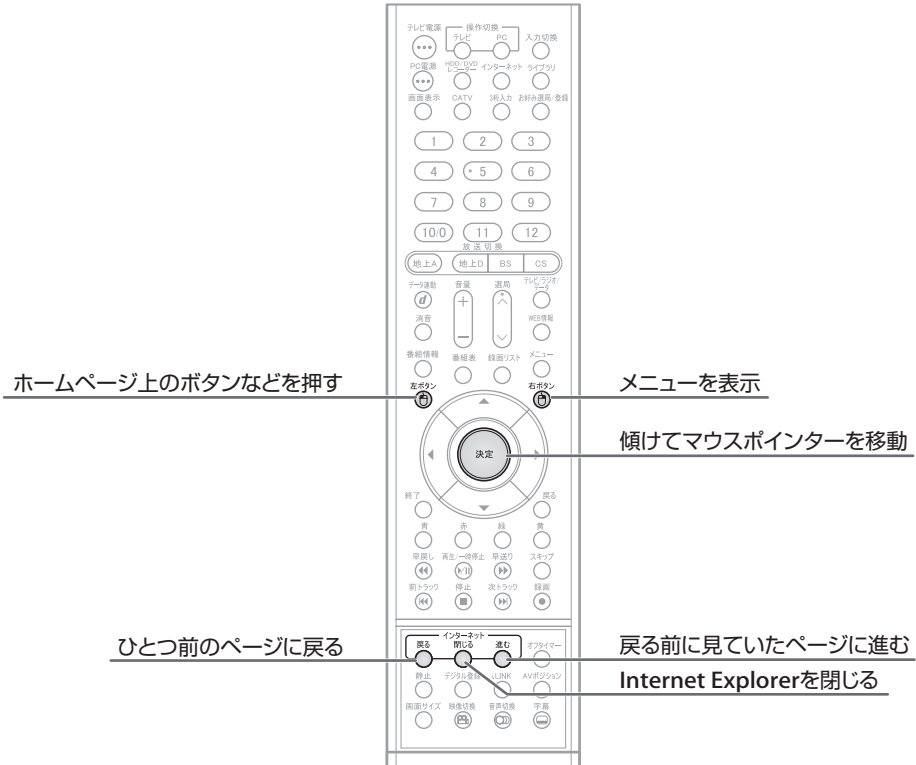 テレビ電源 操作切換 テレビ PC 入力切換
PC電源 HDD/DVDレコーダー インターネット ライブラリ
画面表示 CATV 3桁入力 お好み選局/登録
1 2 3
4 5 6
7 8 9
10/0 11 12
放送切換
地上A 地上D BS CS
データ連動 音量 選局 テレビ/ラジオ/データ
d + 
消音 − WEB情報
番組情報 番組表 録画リスト メニュー
左ボタン 右ボタン
ホームページ上のボタンなどを押す
メニューを表示
傾けてマウスポインターを移動
決定
終了 戻る
青 赤 緑 黄
早戻し 再生/一時停止 早送り スキップ
前トラック 停止 次トラック 録画
インターネット
戻る 閉じる 進む オフタイマー
ひとつ前のページに戻る
戻る前に見ていたページに進む
Internet Explorerを閉じる
静止 デジタル登録 i.LINK AVポジション
画面サイズ 映像切換 音声切換 字幕